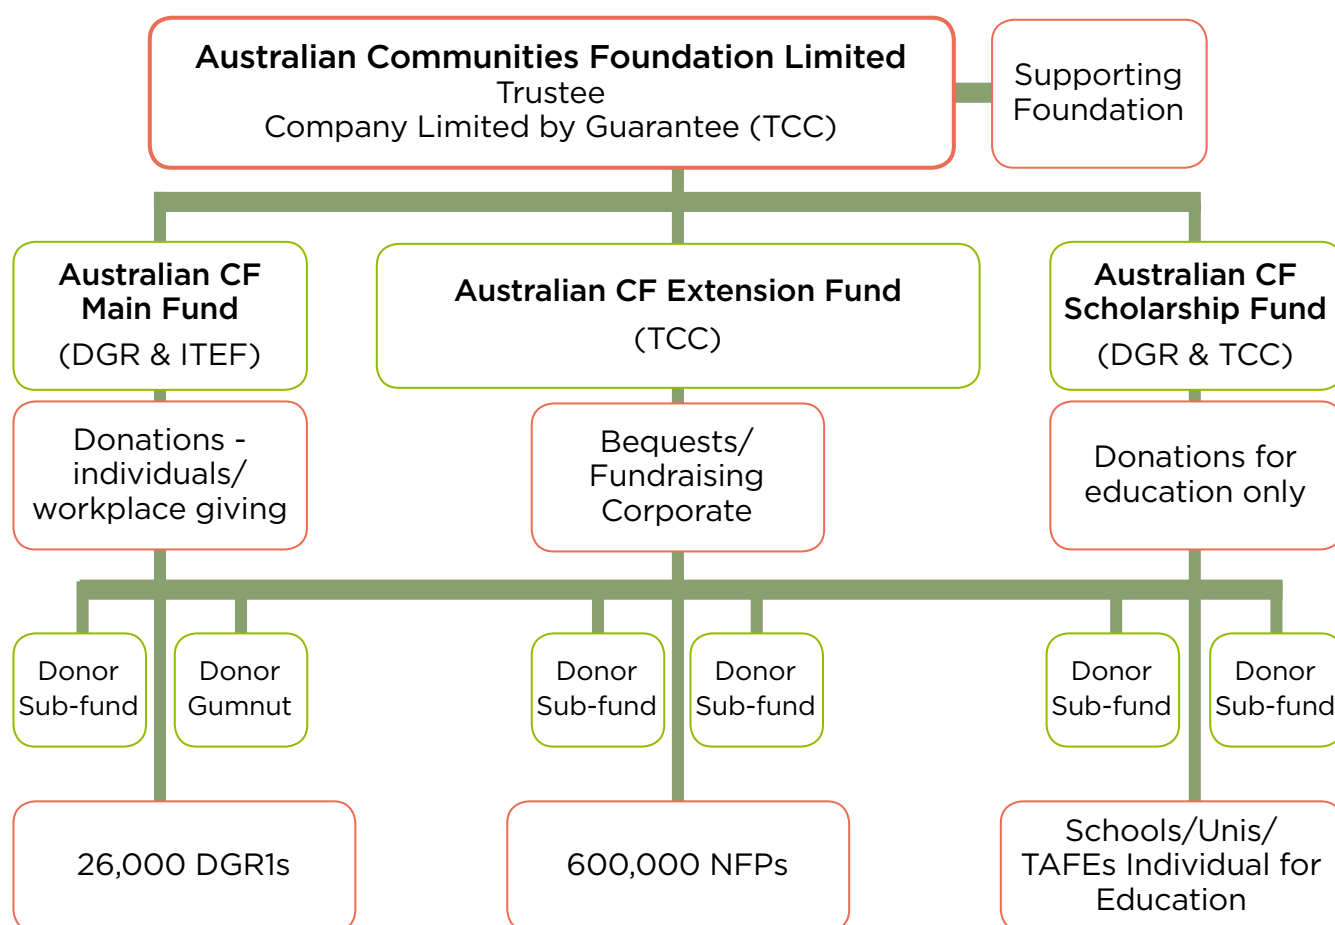 Australian Communities Foundation Limited
Trustee
Company Limited by Guarantee (TCC)
Supporting
Foundation
Australian CF
Main Fund
(DGR & ITEF)
Australian CF Extension Fund
(TCC)
Australian CF
Scholarship Fund
(DGR & TCC)
Donations -
individuals/
workplace giving
Bequests/
Fundraising
Corporate
Donations for
education only
Donor
Sub-fund
Donor
Gumnut
Donor
Sub-fund
Donor
Sub-fund
Donor
Sub-fund
Donor
Sub-fund
26,000 DGR1s
600,000 NFPs
Schools/Unis/
TAFEs Individual for
Education